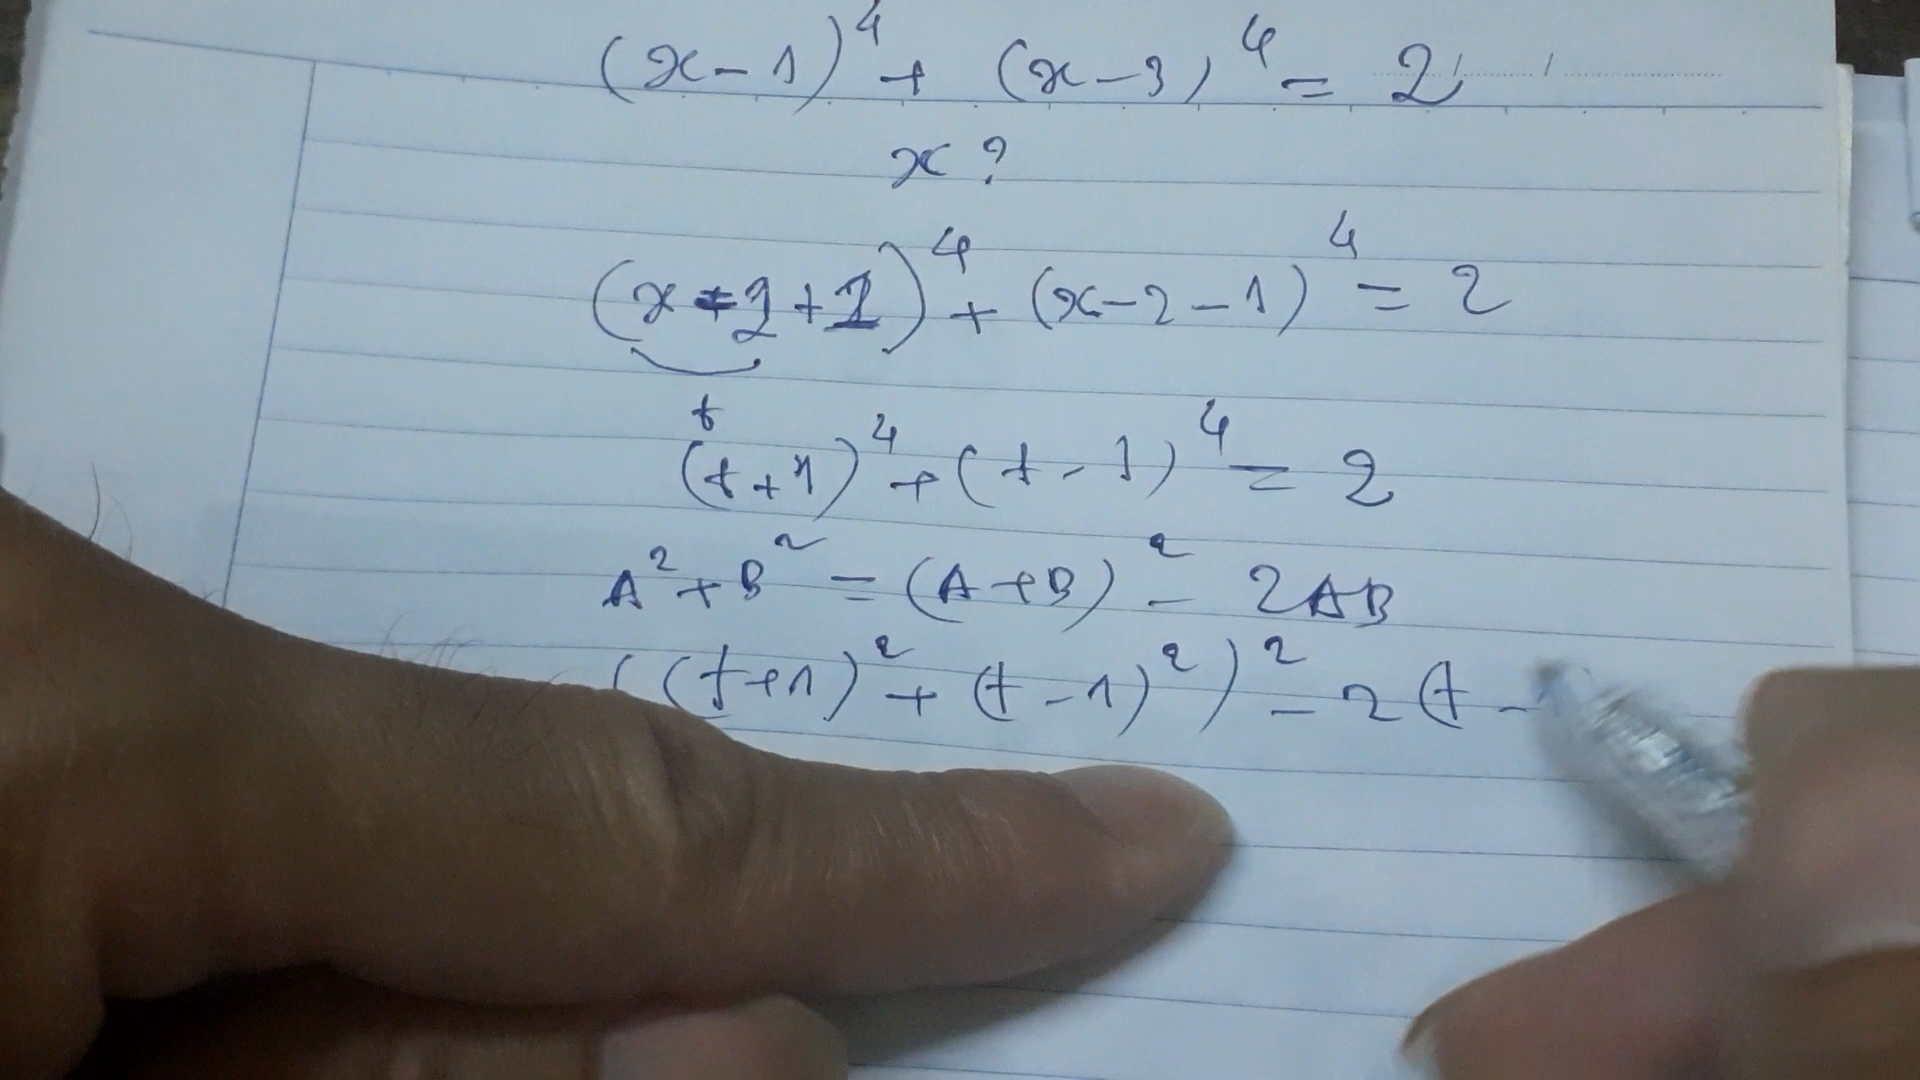 (x-1)⁴ + (x-3)⁴ = 2
x?
(x-2+1)⁴ + (x-2-1)⁴ = 2
t
(t+1)⁴ + (t-1)⁴ = 2
A² + B² = (A+B)² - 2AB
((t+1)² + (t-1)²)² - 2(t-